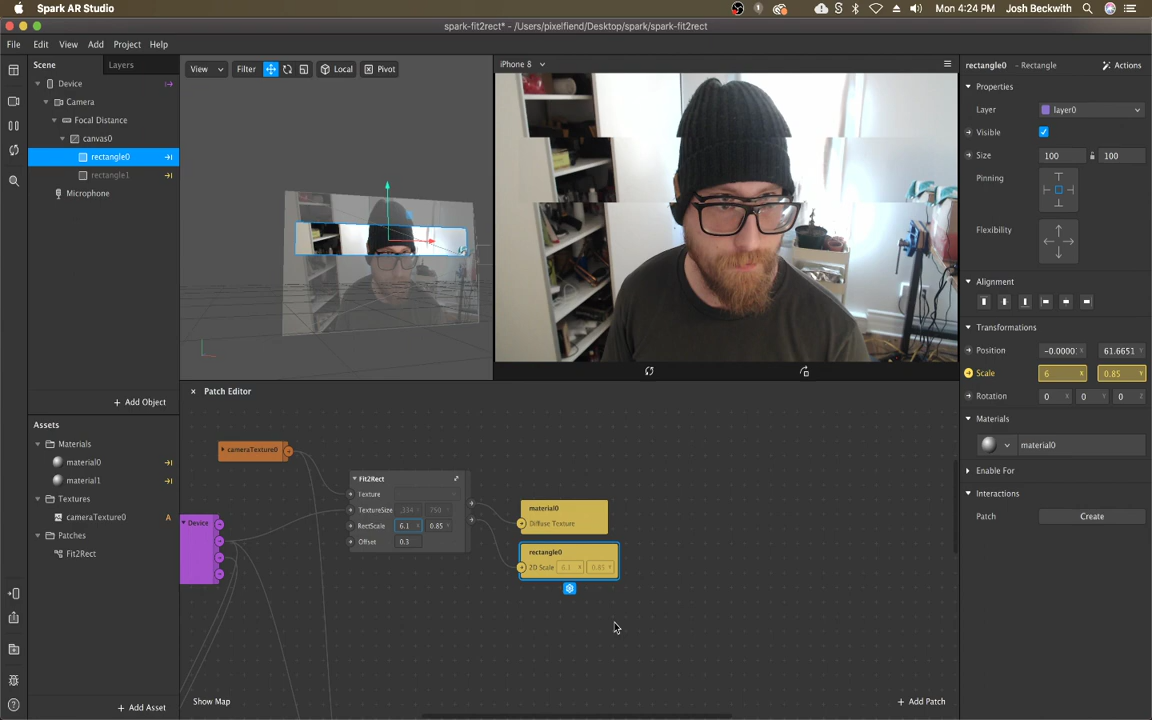 Spark AR Studio
Mon 4:24 PM Josh Beckwith
spark-fit2rect* - /Users/pixelfiend/Desktop/spark/spark-fit2rect
File Edit View Add Project Help
Scene Layers
Device
Camera
Focal Distance
canvas0
rectangle0
rectangle1
Microphone
+ Add Object
Assets
Materials
material0
material1
Textures
cameraTexture0 A
Patches
Fit2Rect
+ Add Asset
View Filter Local Pivot
iPhone 8
Patch Editor
cameraTexture0
Device
Fit2Rect
Texture
TextureSize 750
RectScale 6.1 0.85
Offset 0.3
material0
Diffuse Texture
rectangle0
2D Scale 6.1 X 0.85 Y
Show Map
+ Add Patch
rectangle0 - Rectangle Actions
Properties
Layer layer0
Visible
Size 100 100
Pinning
Flexibility
Alignment
Transformations
Position -0.0000 61.6651
Scale 6 X 0.85 Y
Rotation 0 X 0 Y 0 Z
Materials
material0
Enable For
Interactions
Patch Create